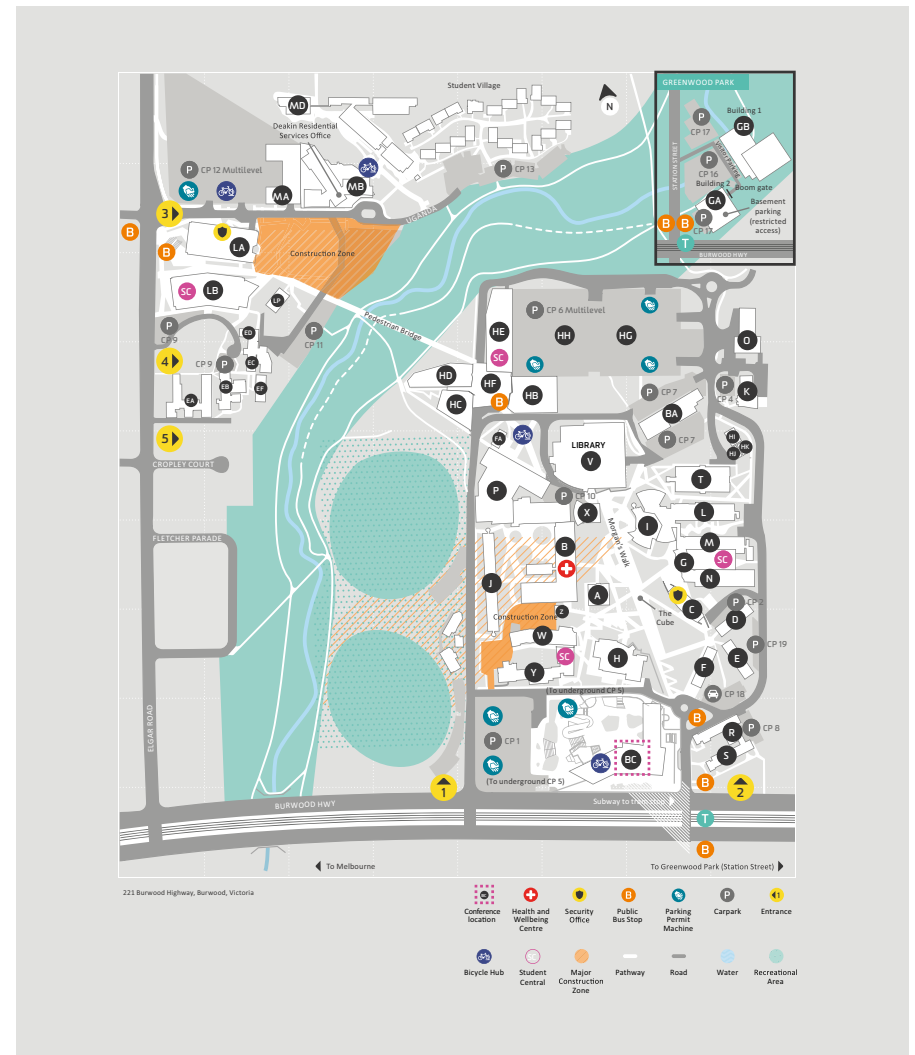 GREENWOOD PARK
Student Village
N
MD
Deakin Residential
Services Office
P CP 17
Building 1
GB
Visitor Parking
STATION STREET
P
CP 16
Building 2
Boom gate
GA
P
CP 17
Basement
parking
(restricted
access)
B B
T
BURWOOD HWY
P CP 12 Multilevel
P CP 13
MA
MB
UGANDA
3
B
B
LA
Construction Zone
SC
LB
LP
P
CP 9
P
CP 11
Pedestrian Bridge
ED
CP 9 P
EC
EB
EF
EA
4
5
CROPLEY COURT
FLETCHER PARADE
ELGAR ROAD
HE
P CP 6 Multilevel
HH
HG
O
SC
HD
HF
HB
HC
B
P CP 7
BA
P CP 7
P
CP 4
K
FA
LIBRARY
V
HI
HK
HJ
T
P
P CP 10
X
I
L
Morgan's Walk
B
M
SC
G
N
J
A
C
P CP 2
D
Z
Construction Zone
The
Cube
W
SC
H
Y
F
E
P CP 19
CP 18
(To underground CP 5)
B
P CP 1
R
P CP 8
S
BC
(To underground CP 5)
1
B
2
BURWOOD HWY
Subway to tram stop
T
B
To Melbourne
To Greenwood Park (Station Street)
221 Burwood Highway, Burwood, Victoria
B
P
1
Conference
location
Health and
Wellbeing
Centre
Security
Office
Public
Bus Stop
Parking
Permit
Machine
Carpark
Entrance
Bicycle Hub
Student
Central
Major
Construction
Zone
Pathway
Road
Water
Recreational
Area